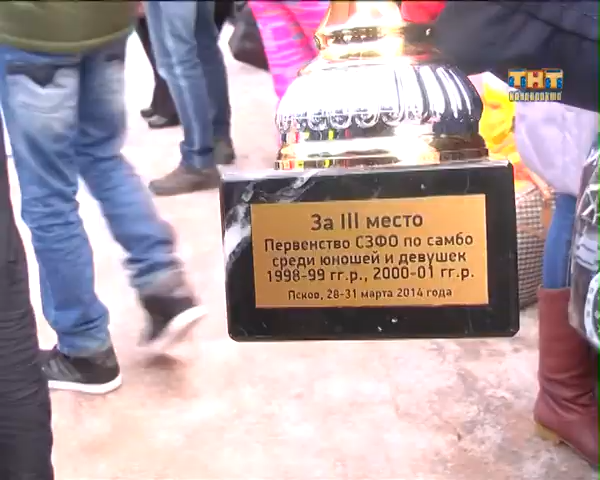 ТНТ
За III место
Первенство СЗФО по самбо
среди юношей и девушек
1998-99 гг.р., 2000-01 гг.р.
Псков, 28-31 марта 2014 года